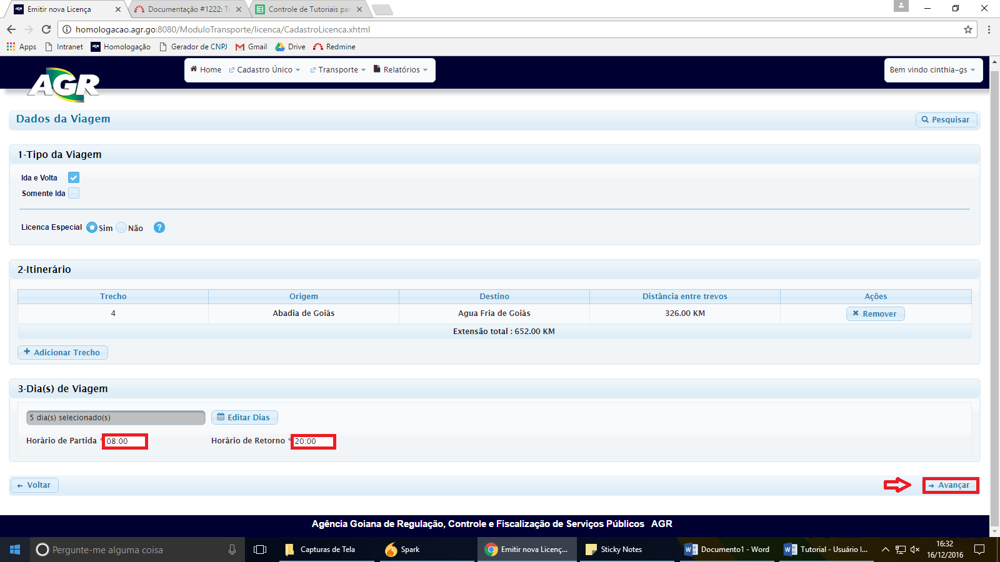 Emitir nova Licença
Documentação #1222: T
Controle de Tutoriais pa
homologacao.agr.go:8080/ModuloTransporte/licenca/CadastroLicenca.xhtml
Apps Intranet Homologação Gerador de CNPJ Gmail Drive Redmine
AGR
Home Cadastro Único Transporte Relatórios
Bem vindo cinthia-gs
Dados da Viagem
Pesquisar
1-Tipo da Viagem
Ida e Volta
Somente Ida
Licenca Especial Sim Não ?
2-Itinerário
Trecho Origem Destino Distância entre trevos Ações
4 Abadia de Goiás Agua Fria de Goiás 326.00 KM Remover
Extensão total : 652.00 KM
Adicionar Trecho
3-Dia(s) de Viagem
5 dia(s) selecionado(s) Editar Dias
Horário de Partida * 08:00 Horário de Retorno * 20:00
Voltar
Avançar
Agência Goiana de Regulação, Controle e Fiscalização de Serviços Públicos AGR
Pergunte-me alguma coisa
Capturas de Tela
Spark
Emitir nova Licenç...
Sticky Notes
Documento1 - Word
Tutorial - Usuário I...
16:32
16/12/2016